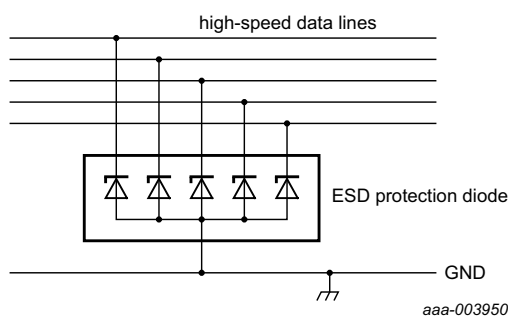 high-speed data lines
ESD protection diode
GND
aaa-003950